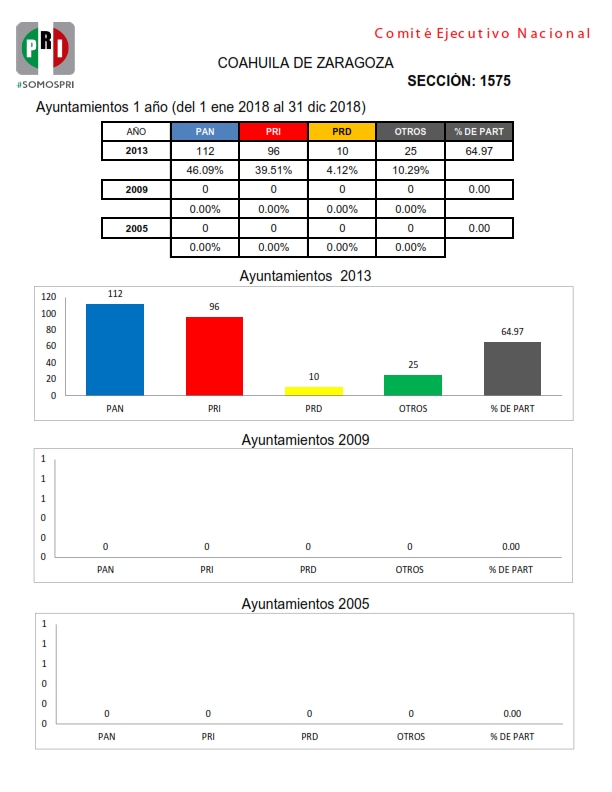 Comité Ejecutivo Nacional
PRI
#SOMOSPRI
COAHUILA DE ZARAGOZA
SECCIÓN: 1575
Ayuntamientos 1 año (del 1 ene 2018 al 31 dic 2018)
AÑO PAN PRI PRD OTROS % DE PART
2013 112 96 10 25 64.97
46.09% 39.51% 4.12% 10.29%
2009 0 0 0 0 0.00
0.00% 0.00% 0.00% 0.00%
2005 0 0 0 0 0.00
0.00% 0.00% 0.00% 0.00%
Ayuntamientos 2013
120
100
80
60
40
20
0
112
96
10
25
64.97
PAN PRI PRD OTROS % DE PART
Ayuntamientos 2009
1
1
1
0
0
0
0 0 0 0 0.00
PAN PRI PRD OTROS % DE PART
Ayuntamientos 2005
1
1
1
0
0
0
0 0 0 0 0.00
PAN PRI PRD OTROS % DE PART